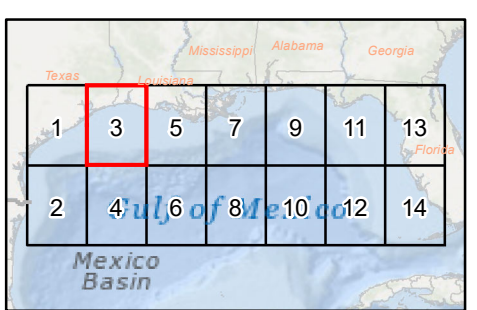 Mississippi Alabama Georgia
Texas Louisiana
1 3 5 7 9 11 13
Florida
2 4 6 8 10 12 14
Gulf of Mexico
Mexico
Basin